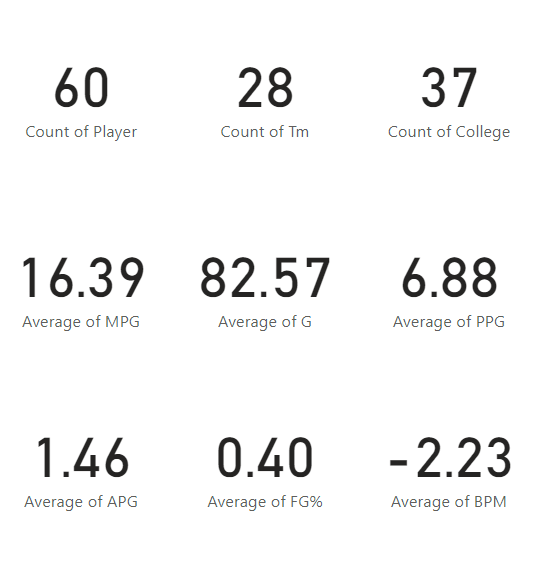 60 28 37
Count of Player Count of Tm Count of College
16.39 82.57 6.88
Average of MPG Average of G Average of PPG
1.46 0.40 -2.23
Average of APG Average of FG% Average of BPM